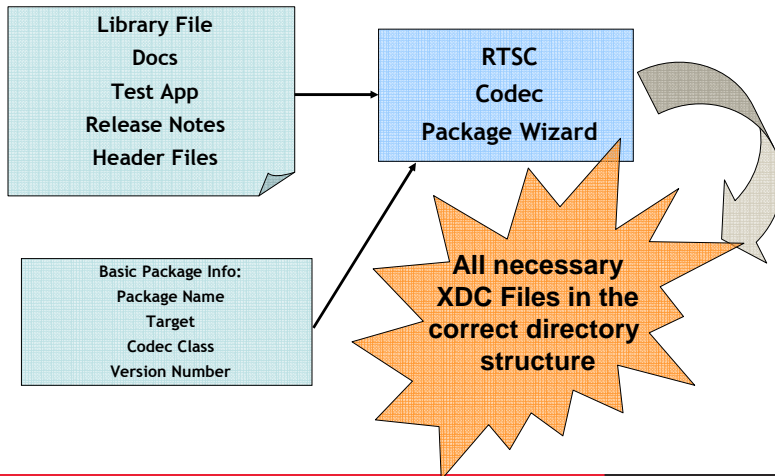 Library File
Docs
Test App
Release Notes
Header Files
RTSC
Codec
Package Wizard
Basic Package Info:
Package Name
Target
Codec Class
Version Number
All necessary
XDC Files in the
correct directory
structure